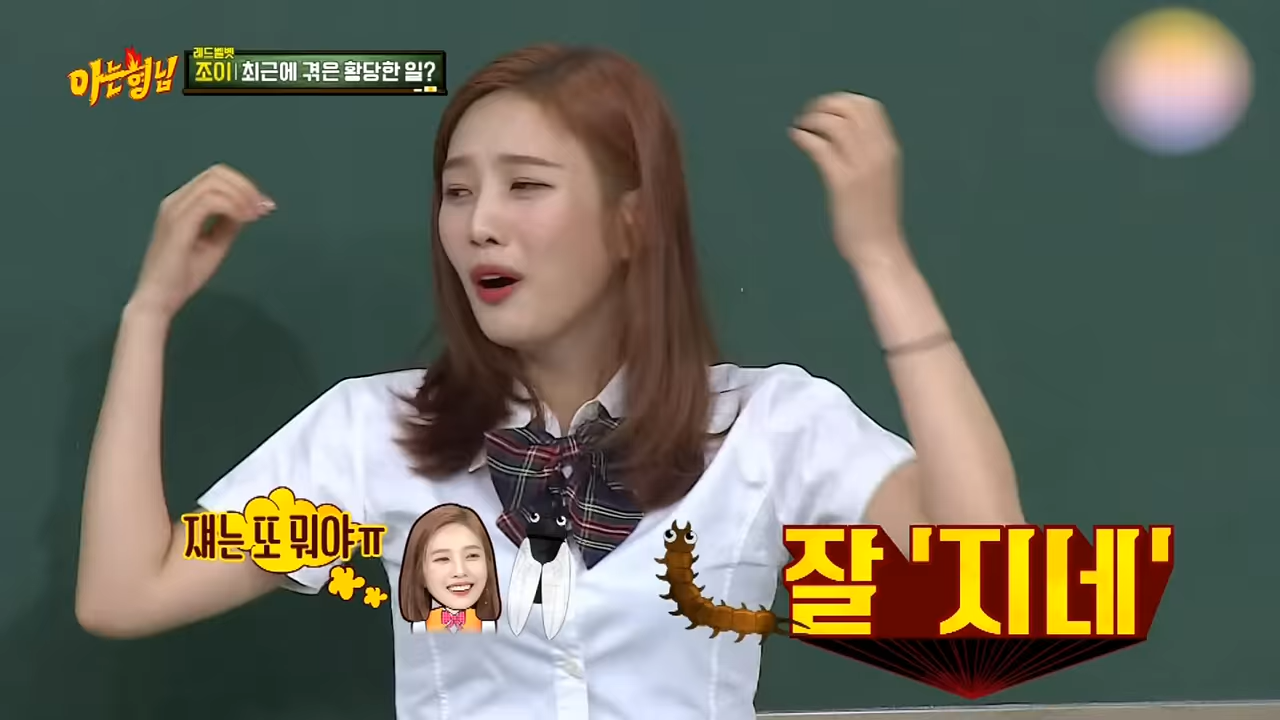 아는형님
레드벨벳
조이 최근에 겪은 황당한 일?
쟤는 또 뭐야ㅠ
잘 '지네'